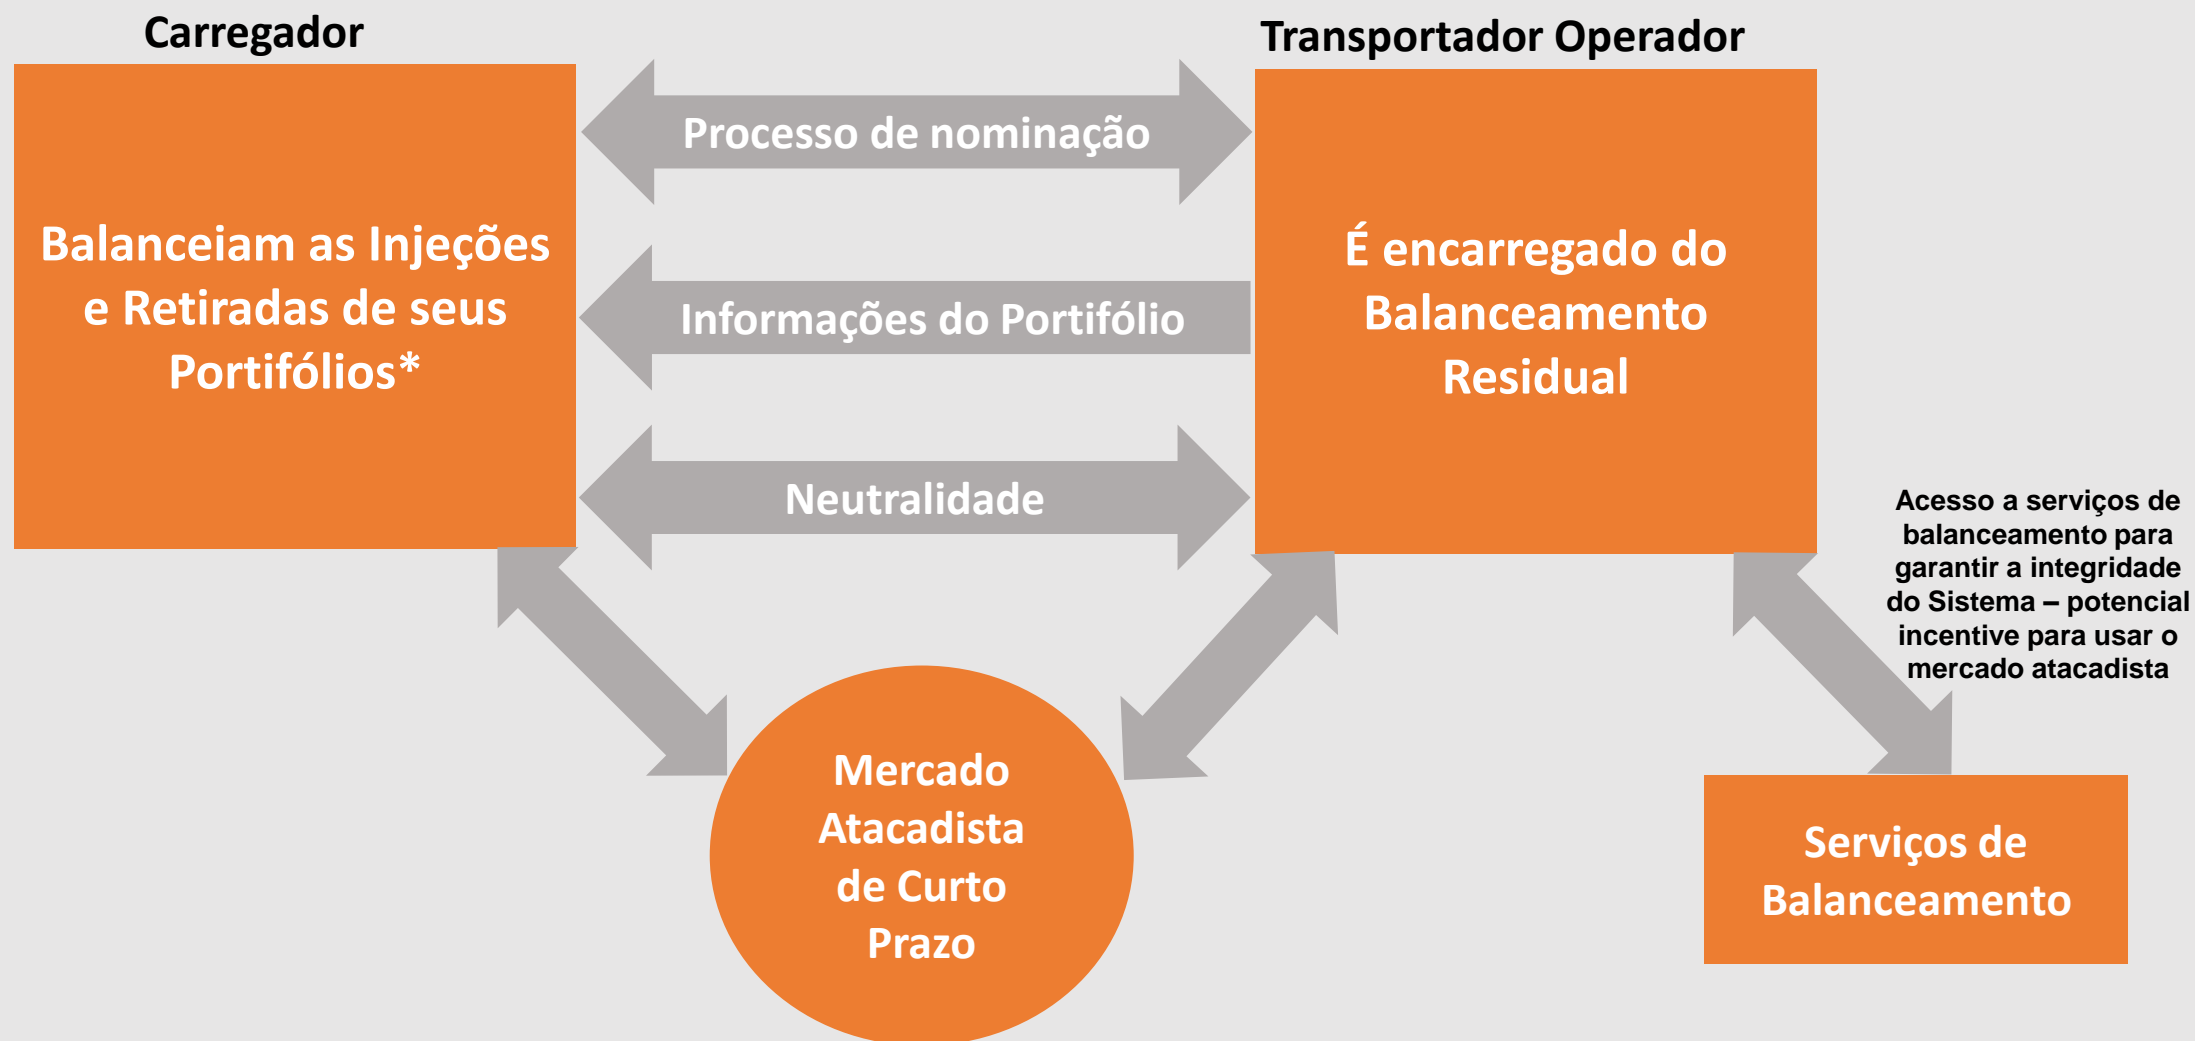 Carregador
Transportador Operador
Balanceiam as Injeções
e Retiradas de seus
Portifólios*
Processo de nominação
Informações do Portifólio
Neutralidade
É encarregado do
Balanceamento
Residual
Acesso a serviços de
balanceamento para
garantir a integridade
do Sistema – potencial
incentive para usar o
mercado atacadista
Mercado
Atacadista
de Curto
Prazo
Serviços de
Balanceamento